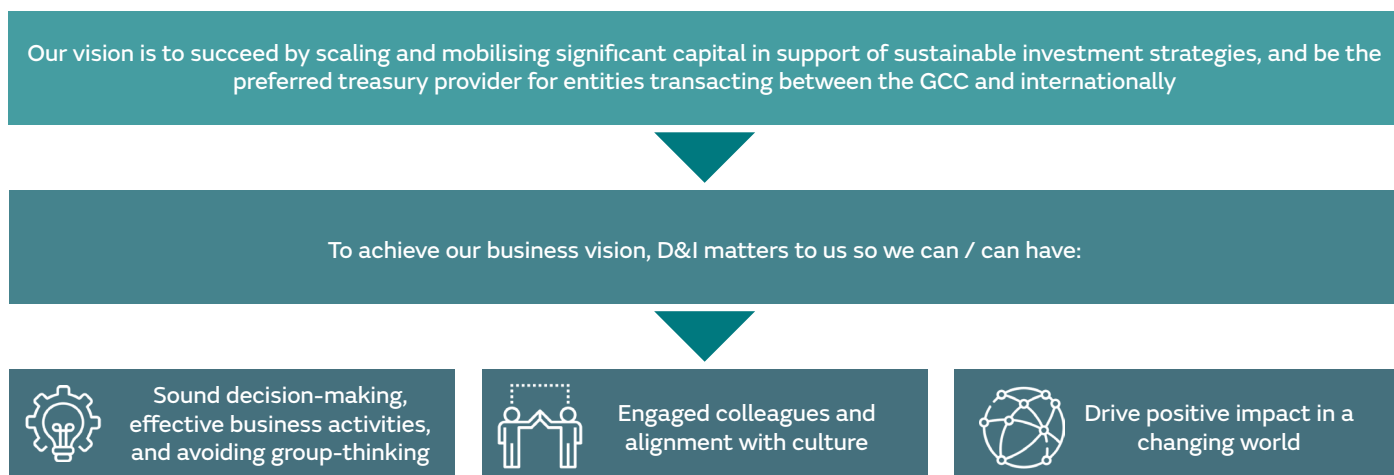 Our vision is to succeed by scaling and mobilising significant capital in support of sustainable investment strategies, and be the
preferred treasury provider for entities transacting between the GCC and internationally
To achieve our business vision, D&I matters to us so we can / can have:
Sound decision-making,
effective business activities,
and avoiding group-thinking
Engaged colleagues and
alignment with culture
Drive positive impact in a
changing world